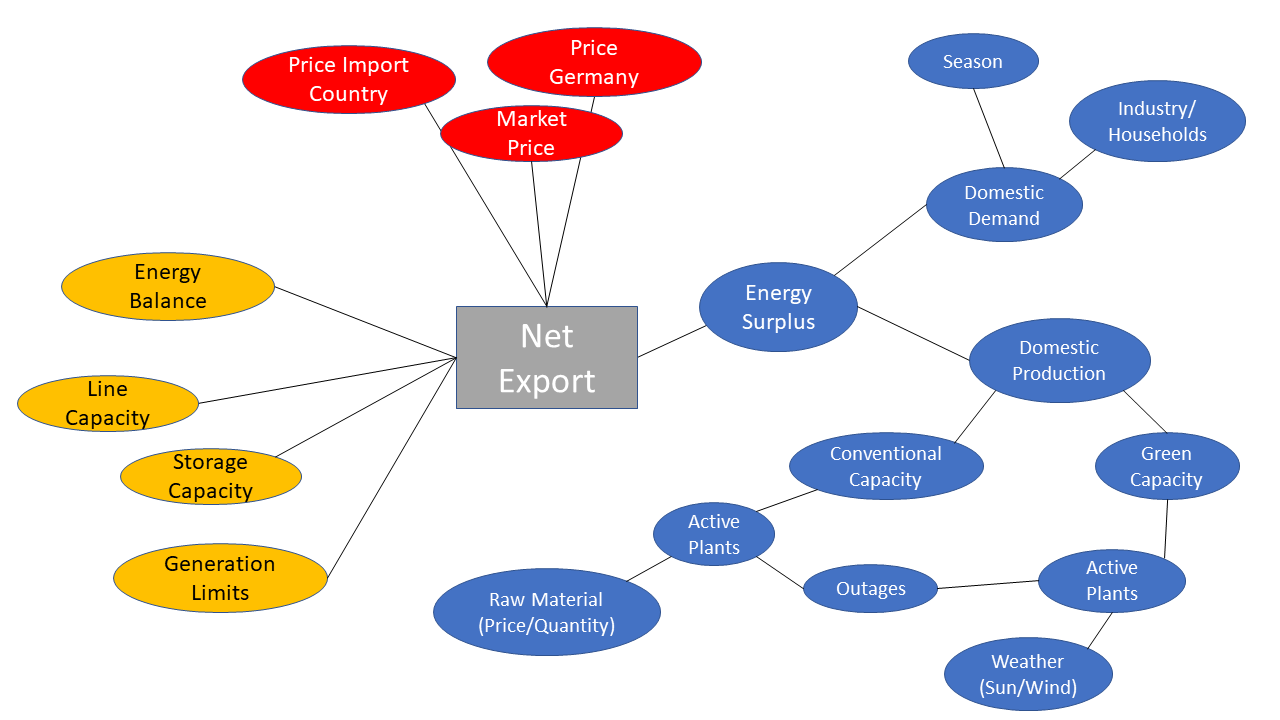 Price Import
Country
Price
Germany
Market
Price
Season
Industry/
Households
Domestic
Demand
Energy
Balance
Energy
Surplus
Net
Export
Domestic
Production
Line
Capacity
Storage
Capacity
Conventional
Capacity
Green
Capacity
Active
Plants
Generation
Limits
Outages
Active
Plants
Raw Material
(Price/Quantity)
Weather
(Sun/Wind)